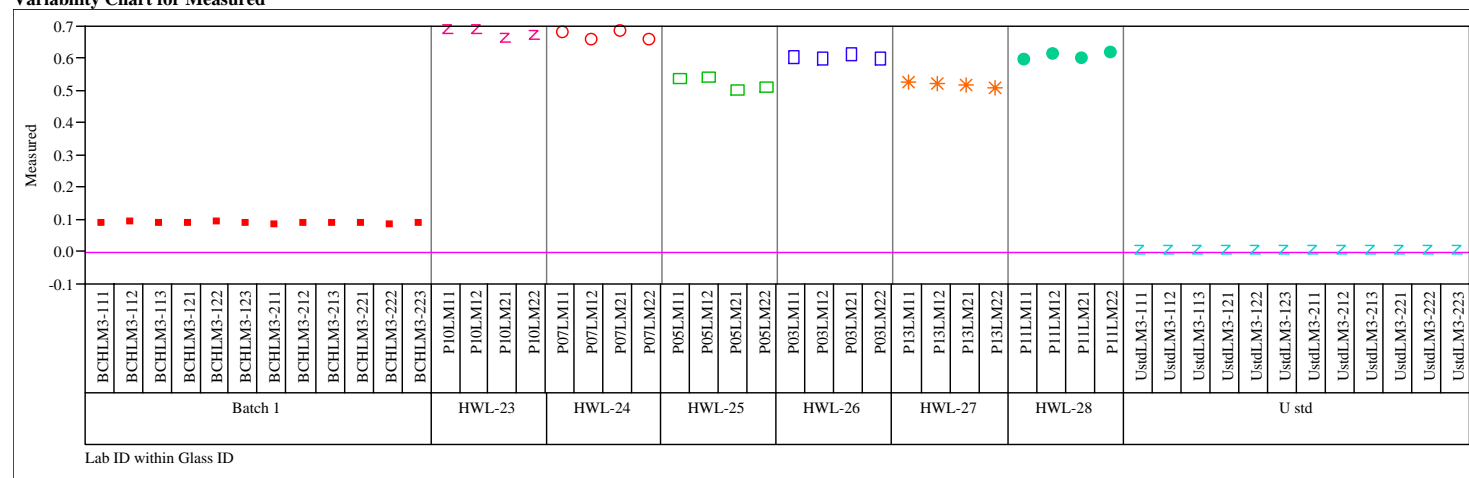 Variability Chart for Measured
Measured
0.7
0.6
0.5
0.4
0.3
0.2
0.1
0.0
-0.1
BCHLM3-111
BCHLM3-112
BCHLM3-113
BCHLM3-121
BCHLM3-122
BCHLM3-123
BCHLM3-211
BCHLM3-212
BCHLM3-213
BCHLM3-221
BCHLM3-222
BCHLM3-223
P10LM11
P10LM12
P10LM21
P10LM22
P07LM11
P07LM12
P07LM21
P07LM22
P05LM11
P05LM12
P05LM21
P05LM22
P03LM11
P03LM12
P03LM21
P03LM22
P13LM11
P13LM12
P13LM21
P13LM22
P11LM11
P11LM12
P11LM21
P11LM22
UstdLM3-111
UstdLM3-112
UstdLM3-113
UstdLM3-121
UstdLM3-122
UstdLM3-123
UstdLM3-211
UstdLM3-212
UstdLM3-213
UstdLM3-221
UstdLM3-222
UstdLM3-223
Batch 1
HWL-23
HWL-24
HWL-25
HWL-26
HWL-27
HWL-28
U std
Lab ID within Glass ID